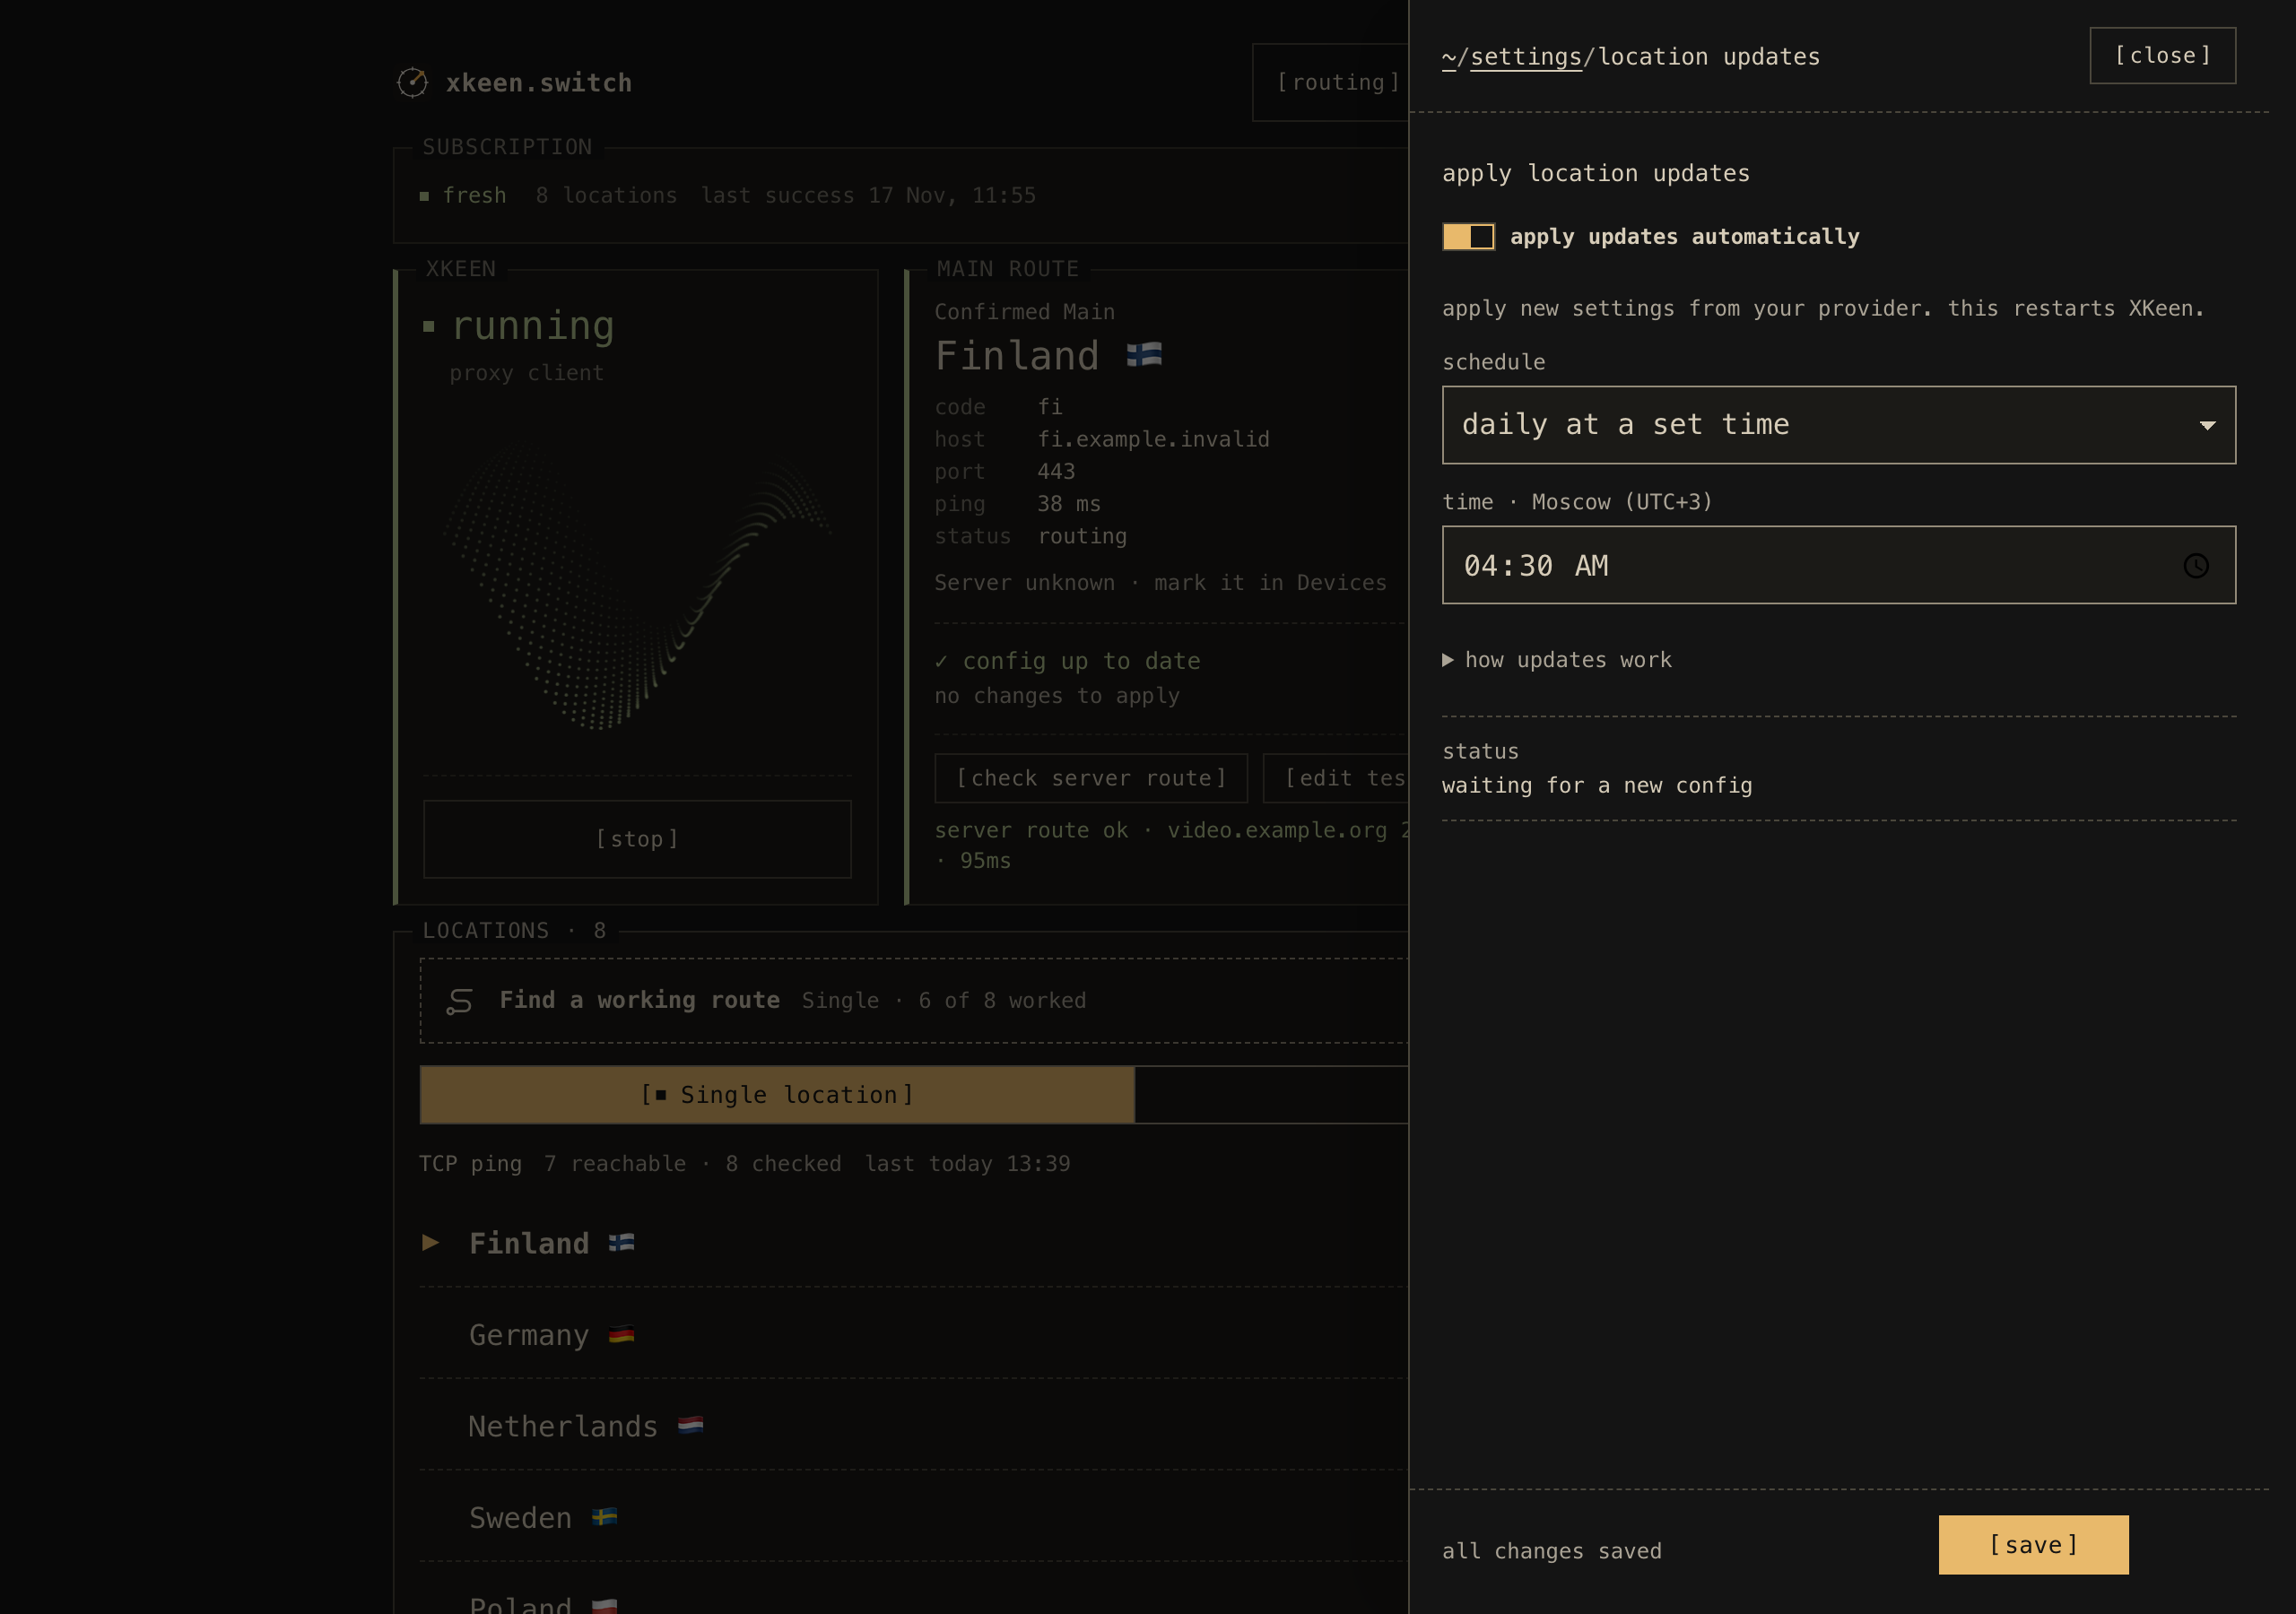 xkeen.switch
[routing]
SUBSCRIPTION
fresh 8 locations last success 17 Nov, 11:55
XKEEN
running
proxy client
[stop]
MAIN ROUTE
Confirmed Main
Finland
code fi
host fi.example.invalid
port 443
ping 38 ms
status routing
Server unknown · mark it in Devices
✓ config up to date
no changes to apply
[check server route] [edit tes
server route ok · video.example.org 2
· 95ms
LOCATIONS · 8
Find a working route Single · 6 of 8 worked
[▪ Single location]
TCP ping 7 reachable · 8 checked last today 13:39
▶ Finland
Germany
Netherlands
Sweden
Poland
~/settings/location updates
[close]
apply location updates
apply updates automatically
apply new settings from your provider. this restarts XKeen.
schedule
daily at a set time
time · Moscow (UTC+3)
04:30 AM
▶ how updates work
status
waiting for a new config
all changes saved
[save]